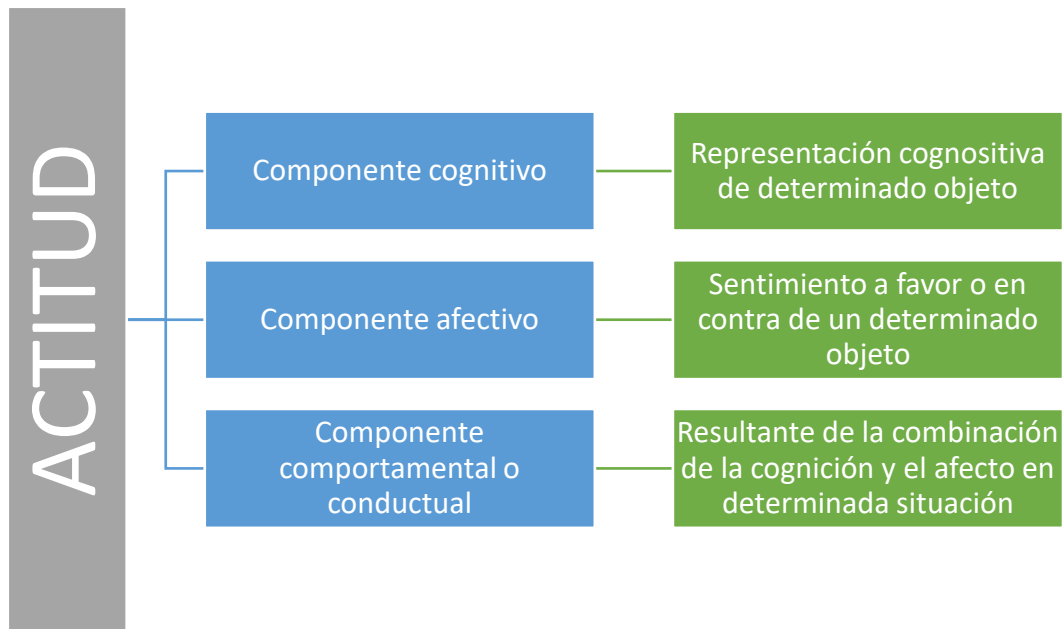 ACTITUD
Componente cognitivo
Representación cognositiva
de determinado objeto
Componente afectivo
Sentimiento a favor o en
contra de un determinado
objeto
Componente
comportamental o
conductual
Resultante de la combinación
de la cognición y el afecto en
determinada situación